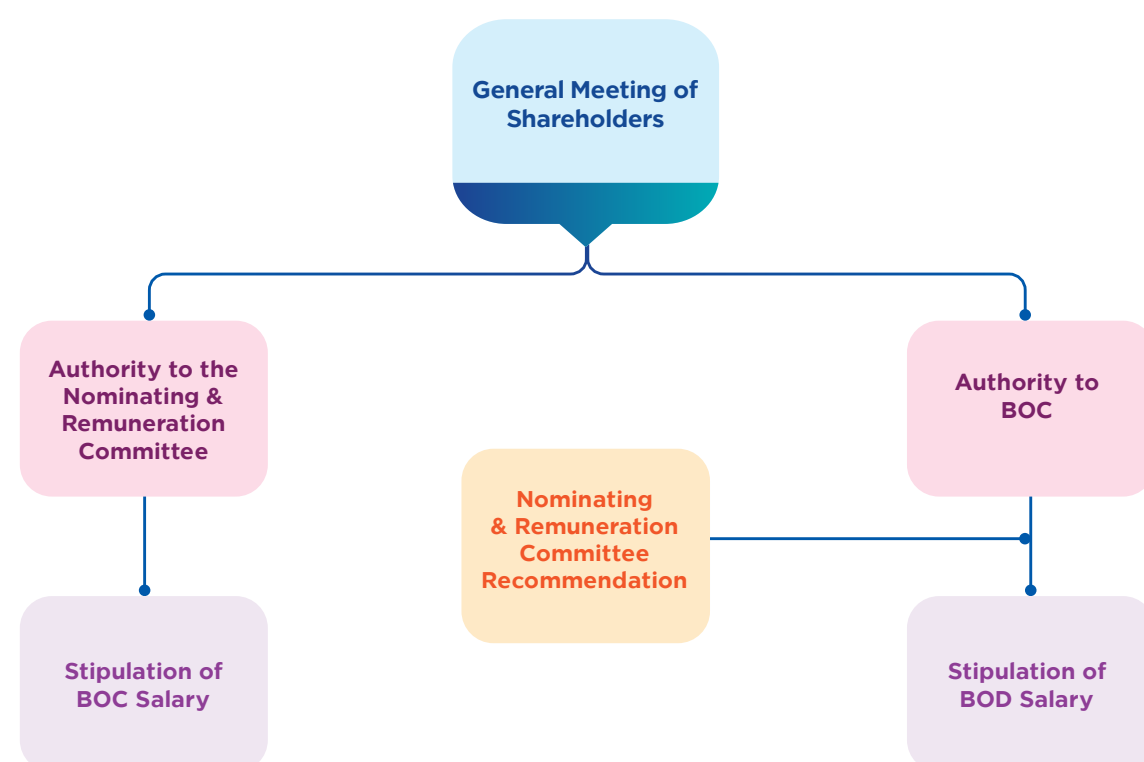 General Meeting of
Shareholders
Authority to the
Nominating &
Remuneration
Committee
Authority to
BOC
Nominating
& Remuneration
Committee
Recommendation
Stipulation of
BOC Salary
Stipulation of
BOD Salary